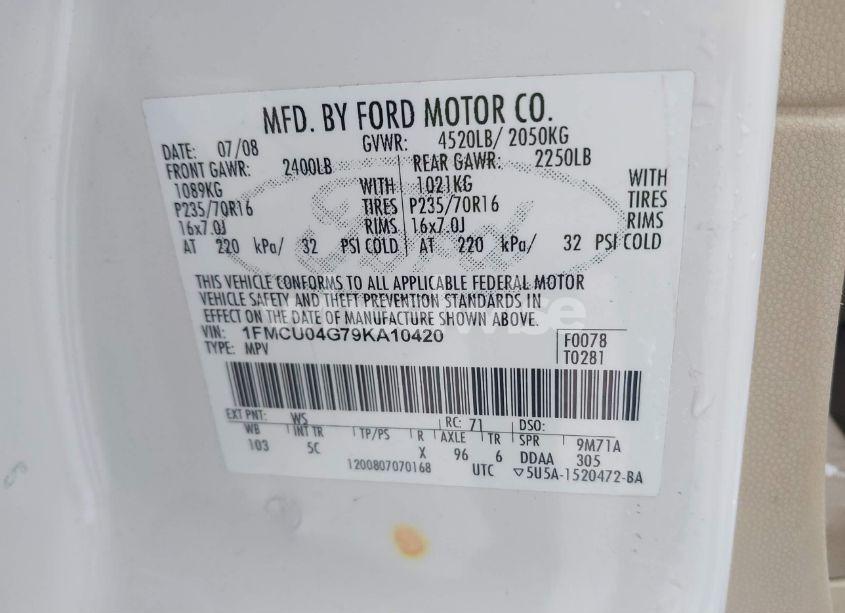 MFD. BY FORD MOTOR CO.
DATE: 07/08 GVWR: 4520LB/ 2050KG
FRONT GAWR: 2400LB REAR GAWR: 2250LB
1089KG WITH 1021KG WITH
P235/70R16 TIRES P235/70R16 TIRES
16x7.0J RIMS 16x7.0J RIMS
AT 220 kPa/ 32 PSI COLD AT 220 kPa/ 32 PSI COLD
THIS VEHICLE CONFORMS TO ALL APPLICABLE FEDERAL MOTOR
VEHICLE SAFETY AND THEFT PREVENTION STANDARDS IN
EFFECT ON THE DATE OF MANUFACTURE SHOWN ABOVE.
VIN: 1FMCU04G79KA10420 F0078
TYPE: MPV T0281
EXT PNT: WS RC: 71 DSO:
WB INT TR TP/PS R AXLE TR SPR 9M71A
103 5C X 96 6 DDAA 305
1200807070168 UTC ▽5U5A-1520472-BA